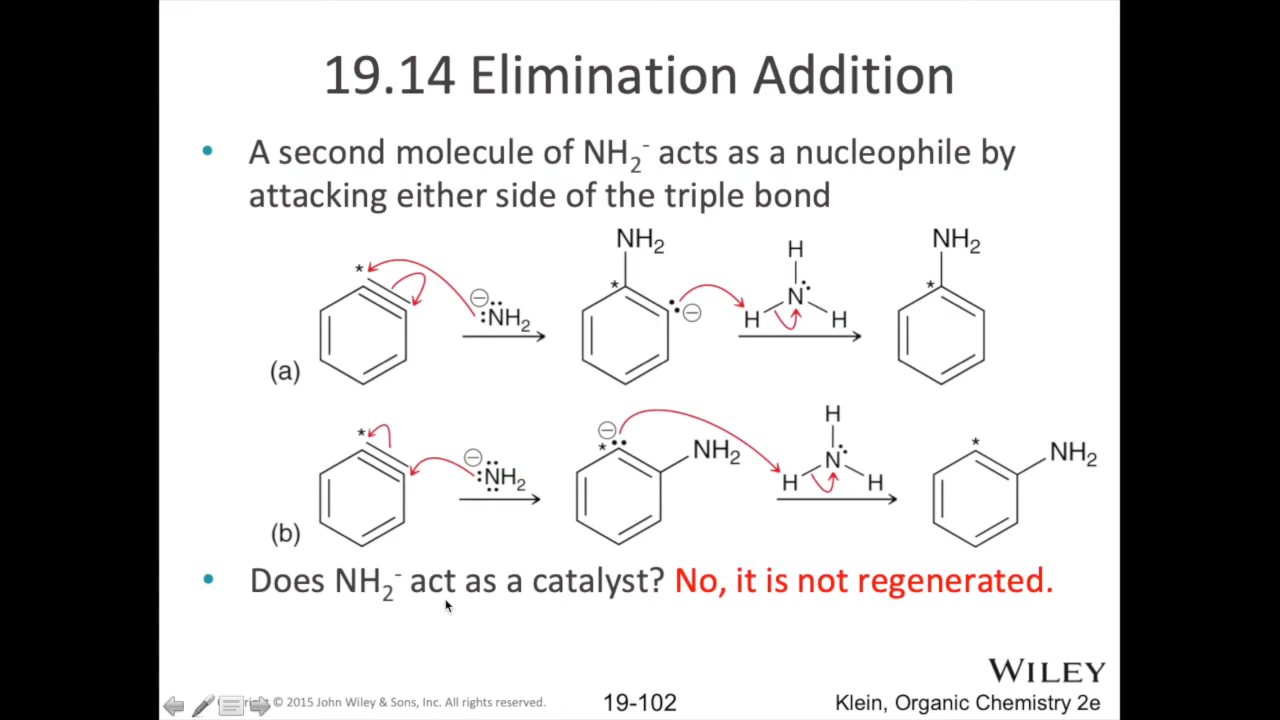 19.14 Elimination Addition
• A second molecule of NH₂⁻ acts as a nucleophile by
attacking either side of the triple bond
(a)
*
⊖
:NH₂
NH₂
*
⊖
H
N
H
H
NH₂
*
(b)
*
⊖
:NH₂
⊖
*
NH₂
H
N
H
H
*
NH₂
• Does NH₂⁻ act as a catalyst? No, it is not regenerated.
WILEY
© 2015 John Wiley & Sons, Inc. All rights reserved.
19-102
Klein, Organic Chemistry 2e